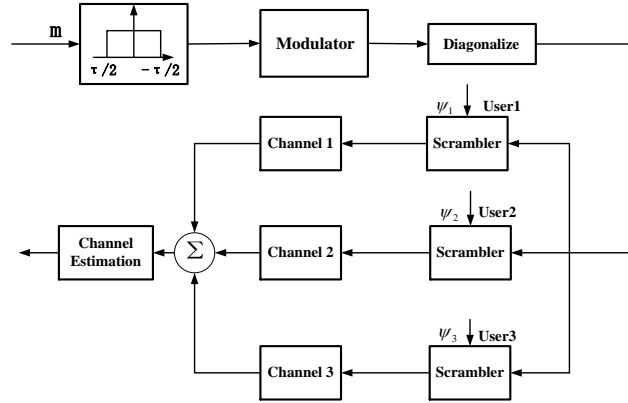 m
τ/2
-τ/2
Modulator
Diagonalize
ψ1
User1
Channel 1
Scrambler
ψ2
User2
Channel Estimation
Σ
Channel 2
Scrambler
ψ3
User3
Channel 3
Scrambler